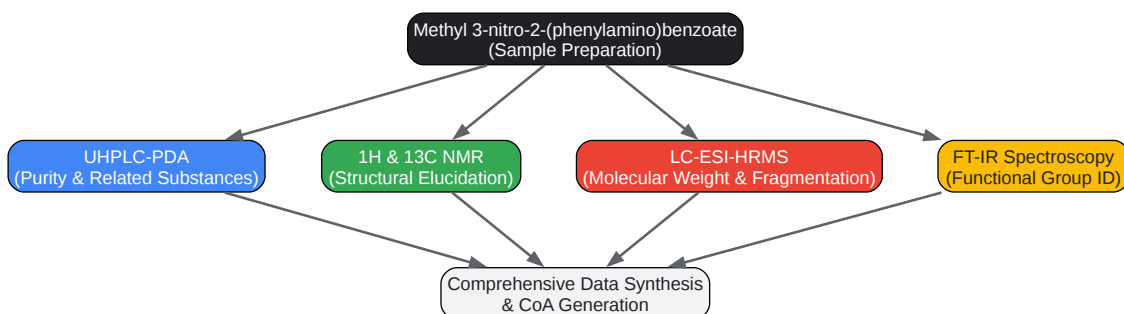 Methyl 3-nitro-2-(phenylamino)benzoate
(Sample Preparation)
UHPLC-PDA
(Purity & Related Substances)
1H & 13C NMR
(Structural Elucidation)
LC-ESI-HRMS
(Molecular Weight & Fragmentation)
FT-IR Spectroscopy
(Functional Group ID)
Comprehensive Data Synthesis
& CoA Generation